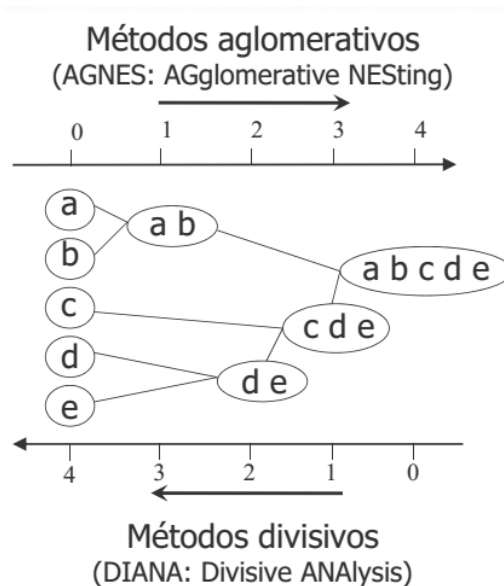 Métodos aglomerativos
(AGNES: AGglomerative NESting)
0 1 2 3 4
a
a b
b
a b c d e
c
c d e
d
d e
e
4 3 2 1 0
Métodos divisivos
(DIANA: Divisive ANAlysis)